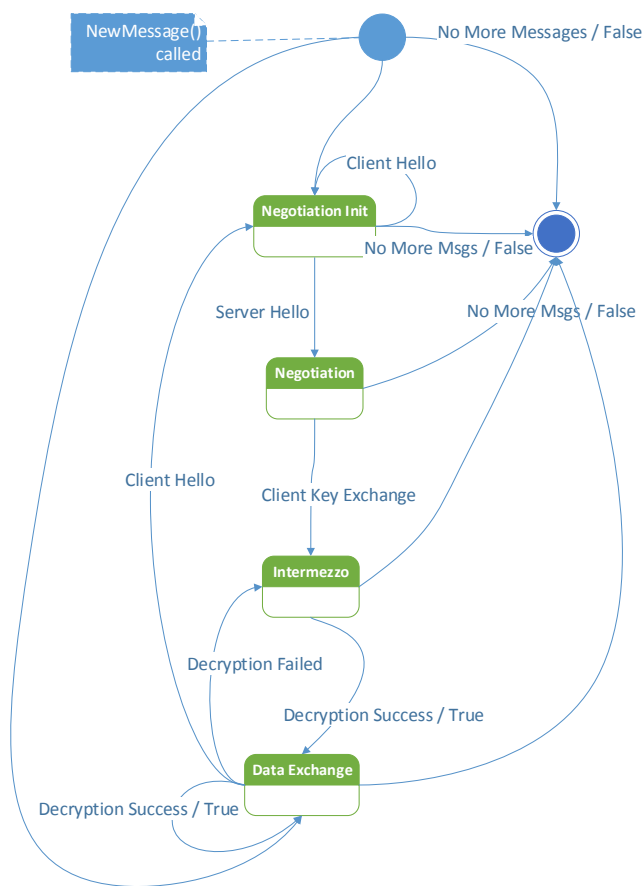 NewMessage()
called
No More Messages / False
Client Hello
Negotiation Init
No More Msgs / False
Server Hello
No More Msgs / False
Negotiation
Client Hello
Client Key Exchange
Intermezzo
Decryption Failed
Decryption Success / True
Data Exchange
Decryption Success / True